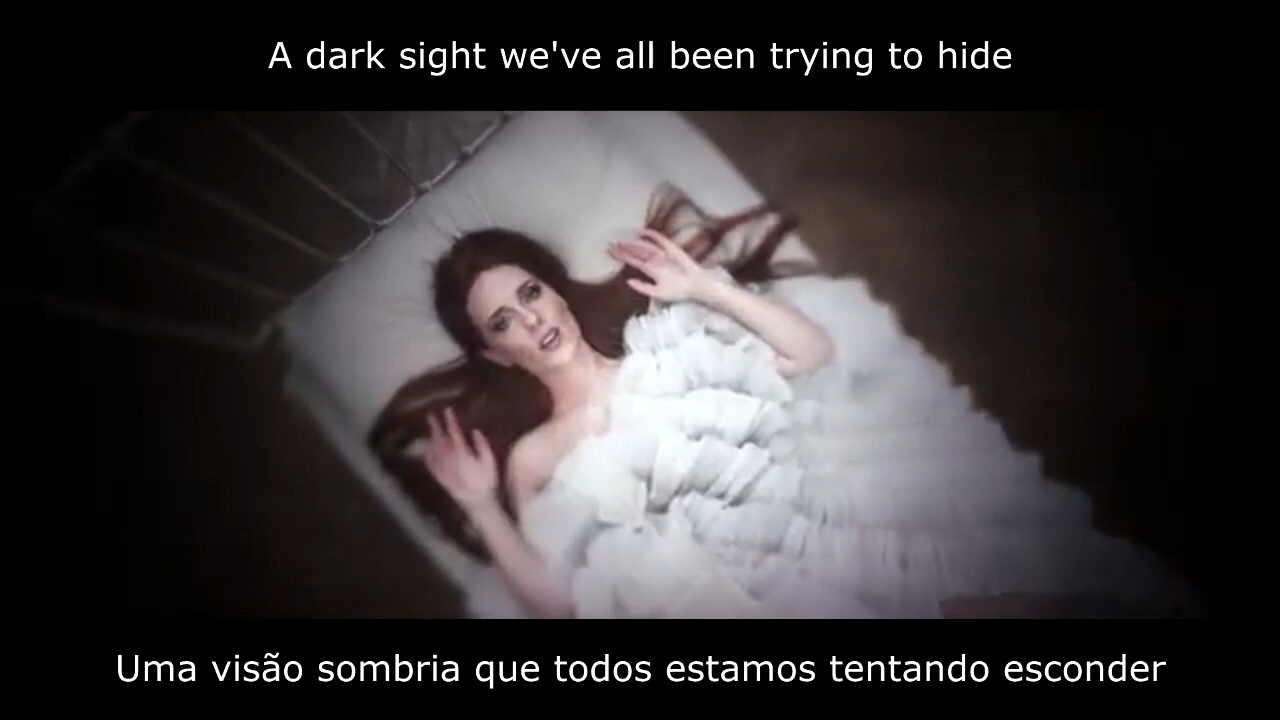 A dark sight we've all been trying to hide
Uma visão sombria que todos estamos tentando esconder